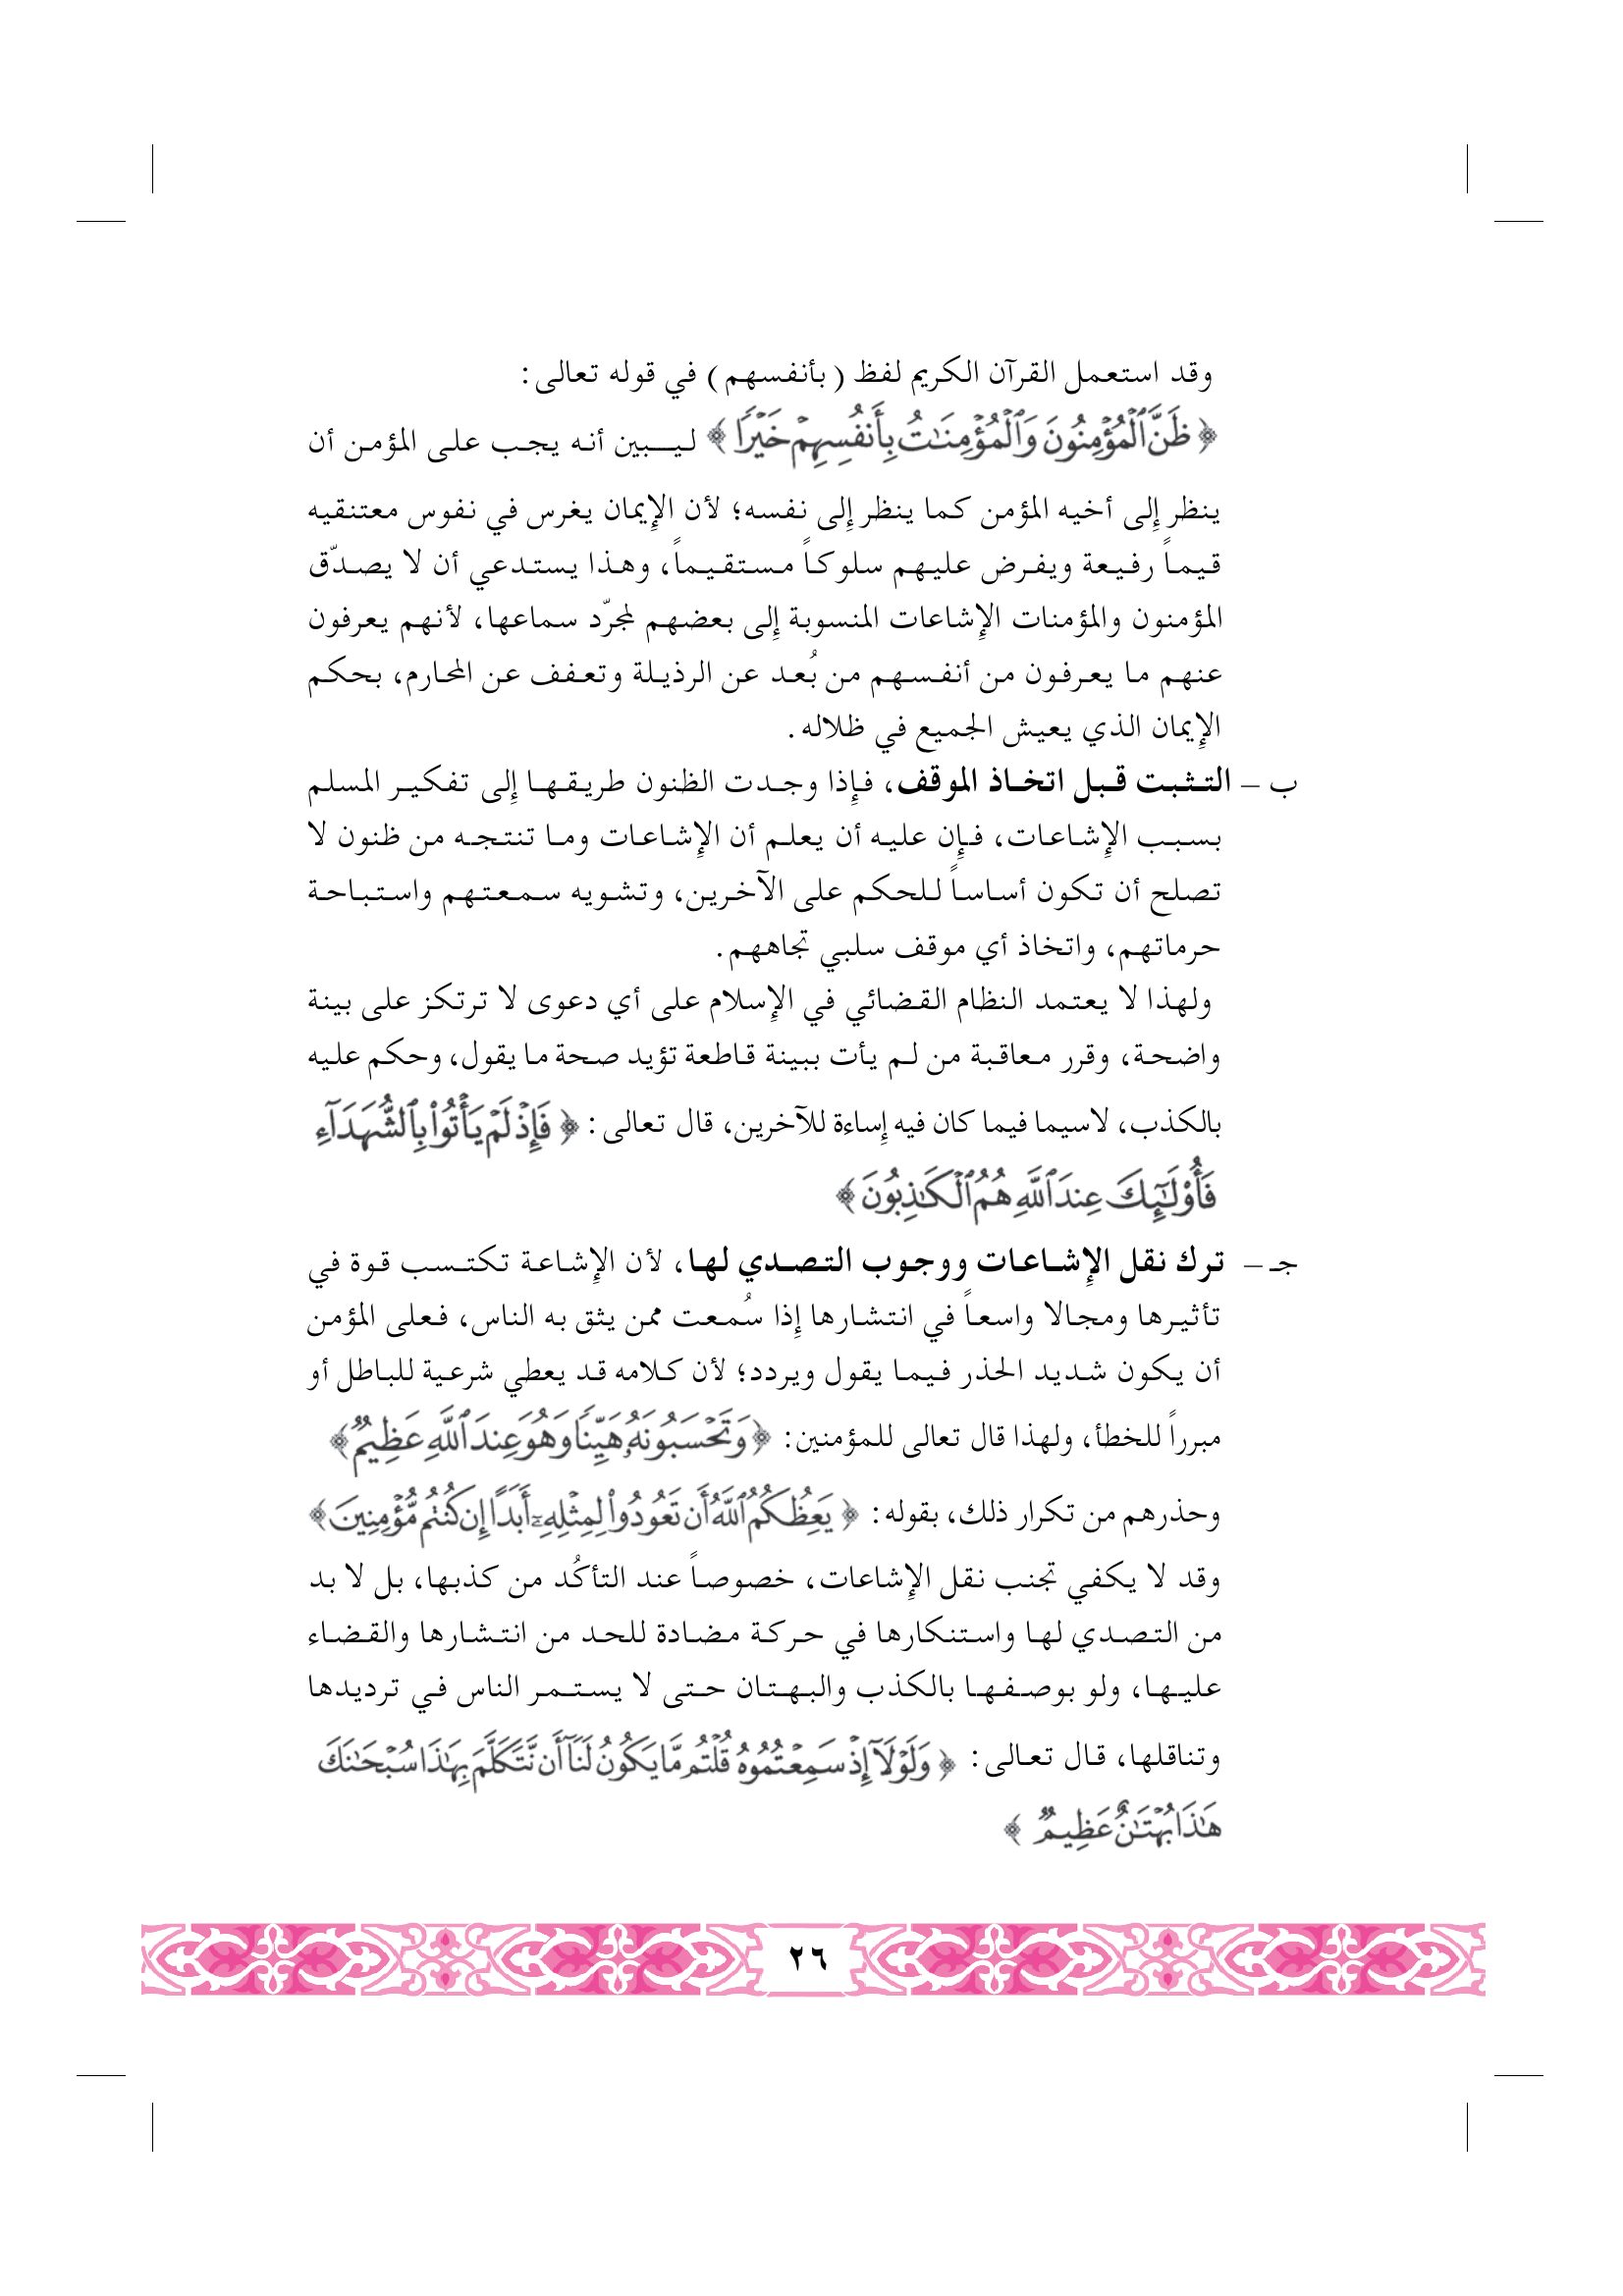 وقد استعمل القرآن الكريم لفظ (بأنفسهم) في قوله تعالى:
﴿ظَنَّ ٱلْمُؤْمِنُونَ وَٱلْمُؤْمِنَٰتُ بِأَنفُسِهِمْ خَيْرًا﴾ ليبين أنه يجب على المؤمن أن
ينظر إلى أخيه المؤمن كما ينظر إلى نفسه؛ لأن الإيمان يغرس في نفوس معتنقيه
قيماً رفيعة ويفرض عليهم سلوكاً مستقيماً، وهذا يستدعي أن لا يصدّق
المؤمنون والمؤمنات الإشاعات المنسوبة إلى بعضهم لمجرّد سماعها، لأنهم يعرفون
عنهم ما يعرفون من أنفسهم من بُعد عن الرذيلة وتعفف عن المحارم، بحكم
الإيمان الذي يعيش الجميع في ظلاله.
ب – التثبت قبل اتخاذ الموقف، فإذا وجدت الظنون طريقها إلى تفكير المسلم
بسبب الإشاعات، فإن عليه أن يعلم أن الإشاعات وما تنتجه من ظنون لا
تصلح أن تكون أساساً للحكم على الآخرين، وتشويه سمعتهم واستباحة
حرماتهم، واتخاذ أي موقف سلبي تجاههم.
ولهذا لا يعتمد النظام القضائي في الإسلام على أي دعوى لا ترتكز على بينة
واضحة، وقرر معاقبة من لم يأت ببينة قاطعة تؤيد صحة ما يقول، وحكم عليه
بالكذب، لاسيما فيما كان فيه إساءة للآخرين، قال تعالى: ﴿فَإِذْ لَمْ يَأْتُوا۟ بِٱلشُّهَدَآءِ
فَأُو۟لَٰٓئِكَ عِندَ ٱللَّهِ هُمُ ٱلْكَٰذِبُونَ﴾
جـ – ترك نقل الإشاعات ووجوب التصدي لها، لأن الإشاعة تكتسب قوة في
تأثيرها ومجالا واسعاً في انتشارها إذا سُمعت ممن يثق به الناس، فعلى المؤمن
أن يكون شديد الحذر فيما يقول ويردد؛ لأن كلامه قد يعطي شرعية للباطل أو
مبرراً للخطأ، ولهذا قال تعالى للمؤمنين: ﴿وَتَحْسَبُونَهُۥ هَيِّنًا وَهُوَ عِندَ ٱللَّهِ عَظِيمٌ﴾
وحذرهم من تكرار ذلك، بقوله: ﴿يَعِظُكُمُ ٱللَّهُ أَن تَعُودُوا۟ لِمِثْلِهِۦٓ أَبَدًا إِن كُنتُم مُّؤْمِنِينَ﴾
وقد لا يكفي تجنب نقل الإشاعات، خصوصاً عند التأكُد من كذبها، بل لا بد
من التصدي لها واستنكارها في حركة مضادة للحد من انتشارها والقضاء
عليها، ولو بوصفها بالكذب والبهتان حتى لا يستمر الناس في ترديدها
وتناقلها، قال تعالى: ﴿وَلَوْلَآ إِذْ سَمِعْتُمُوهُ قُلْتُم مَّا يَكُونُ لَنَآ أَن نَّتَكَلَّمَ بِهَٰذَا سُبْحَٰنَكَ
هَٰذَا بُهْتَٰنٌ عَظِيمٌ﴾
٢٦